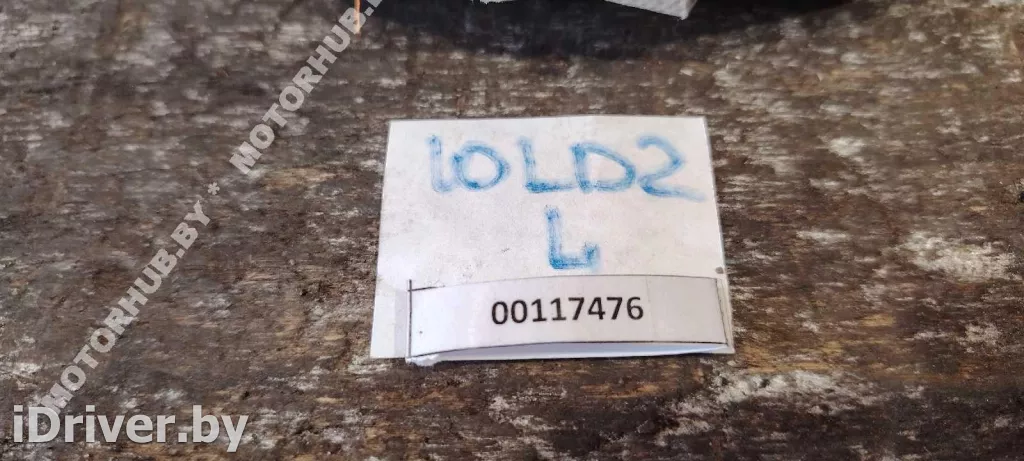 MOTORHUB.BY * MOTORHUB.BY
10LD2
L
00117476
iDriver.by